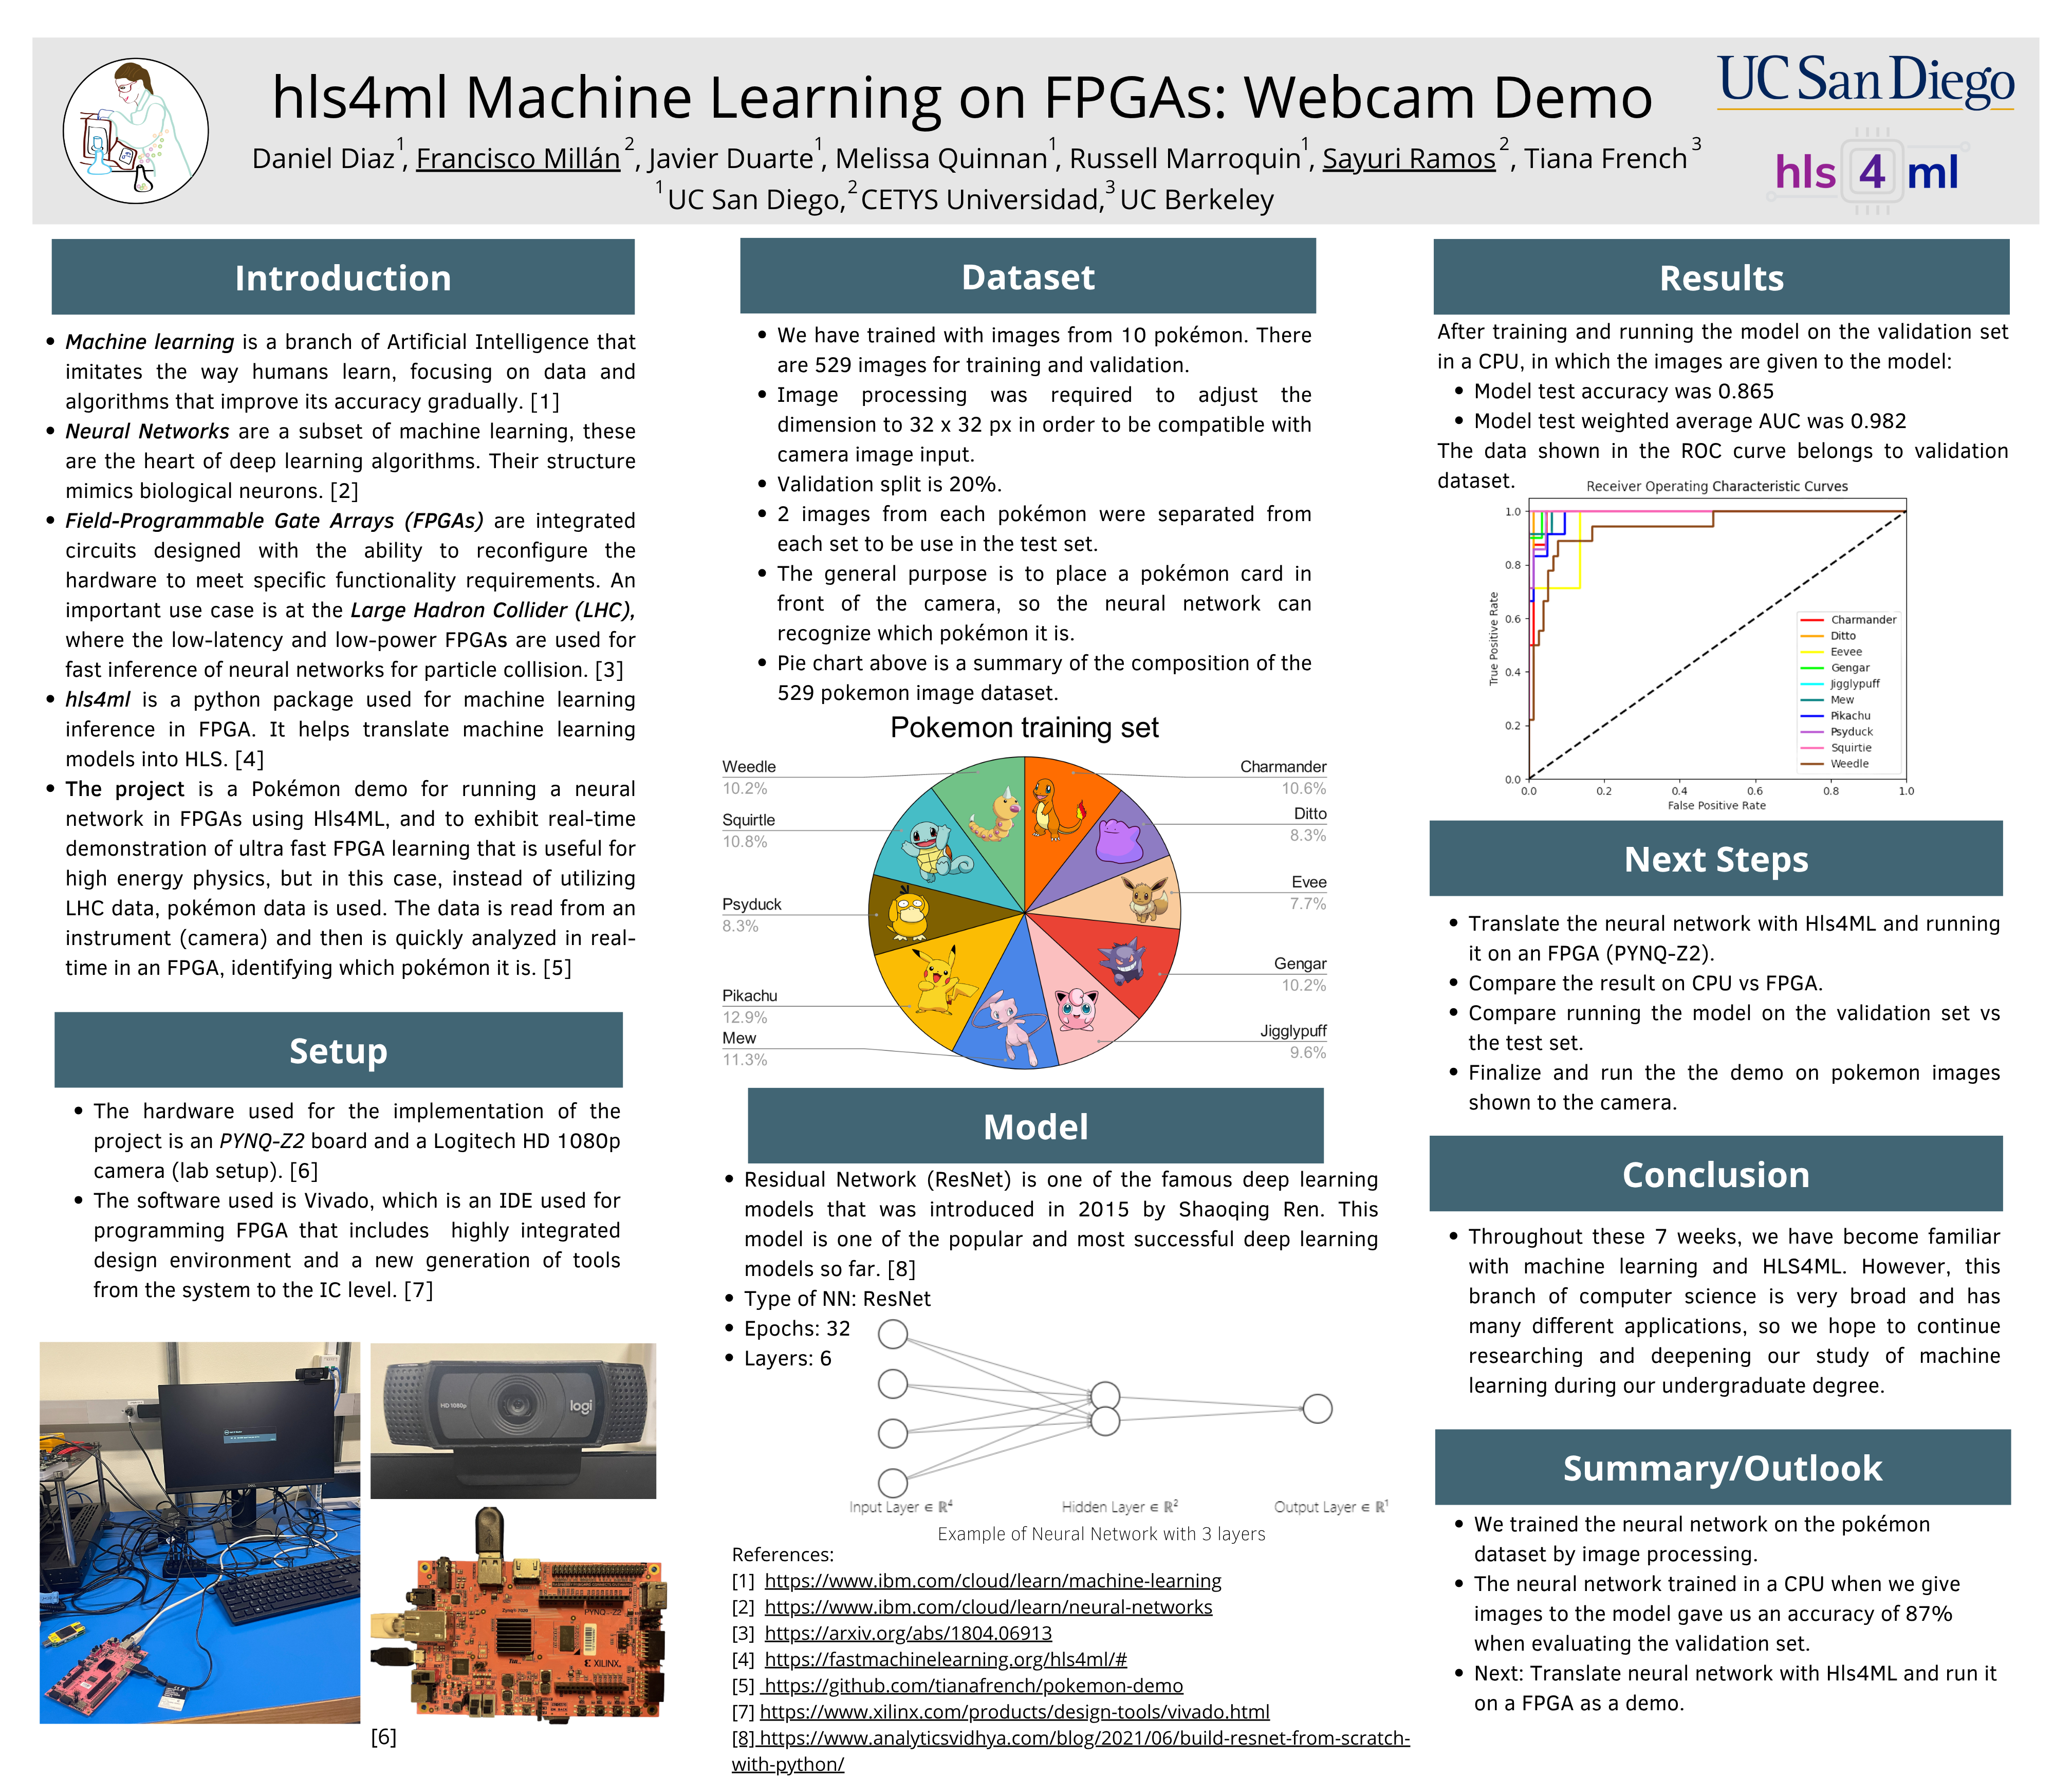 hls4ml Machine Learning on FPGAs: Webcam Demo
Daniel Diaz¹, Francisco Millán², Javier Duarte¹, Melissa Quinnan¹, Russell Marroquin¹, Sayuri Ramos², Tiana French³
¹UC San Diego, ²CETYS Universidad, ³UC Berkeley
UC San Diego
hls 4 ml
Introduction
• Machine learning is a branch of Artificial Intelligence that
imitates the way humans learn, focusing on data and
algorithms that improve its accuracy gradually. [1]
• Neural Networks are a subset of machine learning, these
are the heart of deep learning algorithms. Their structure
mimics biological neurons. [2]
• Field-Programmable Gate Arrays (FPGAs) are integrated
circuits designed with the ability to reconfigure the
hardware to meet specific functionality requirements. An
important use case is at the Large Hadron Collider (LHC),
where the low-latency and low-power FPGAs are used for
fast inference of neural networks for particle collision. [3]
• hls4ml is a python package used for machine learning
inference in FPGA. It helps translate machine learning
models into HLS. [4]
• The project is a Pokémon demo for running a neural
network in FPGAs using Hls4ML, and to exhibit real-time
demonstration of ultra fast FPGA learning that is useful for
high energy physics, but in this case, instead of utilizing
LHC data, pokémon data is used. The data is read from an
instrument (camera) and then is quickly analyzed in real-
time in an FPGA, identifying which pokémon it is. [5]
Setup
• The hardware used for the implementation of the
project is an PYNQ-Z2 board and a Logitech HD 1080p
camera (lab setup). [6]
• The software used is Vivado, which is an IDE used for
programming FPGA that includes highly integrated
design environment and a new generation of tools
from the system to the IC level. [7]
HD 1080p
logi
PYNQ-Z2
XILINX
[6]
Dataset
• We have trained with images from 10 pokémon. There
are 529 images for training and validation.
• Image processing was required to adjust the
dimension to 32 x 32 px in order to be compatible with
camera image input.
• Validation split is 20%.
• 2 images from each pokémon were separated from
each set to be use in the test set.
• The general purpose is to place a pokémon card in
front of the camera, so the neural network can
recognize which pokémon it is.
• Pie chart above is a summary of the composition of the
529 pokemon image dataset.
Pokemon training set
Weedle
10.2%
Squirtle
10.8%
Psyduck
8.3%
Pikachu
12.9%
Mew
11.3%
Charmander
10.6%
Ditto
8.3%
Evee
7.7%
Gengar
10.2%
Jigglypuff
9.6%
Model
• Residual Network (ResNet) is one of the famous deep learning
models that was introduced in 2015 by Shaoqing Ren. This
model is one of the popular and most successful deep learning
models so far. [8]
• Type of NN: ResNet
• Epochs: 32
• Layers: 6
Input Layer ∈ ℝ⁴
Hidden Layer ∈ ℝ²
Output Layer ∈ ℝ¹
Example of Neural Network with 3 layers
References:
[1] https://www.ibm.com/cloud/learn/machine-learning
[2] https://www.ibm.com/cloud/learn/neural-networks
[3] https://arxiv.org/abs/1804.06913
[4] https://fastmachinelearning.org/hls4ml/#
[5] https://github.com/tianafrench/pokemon-demo
[7] https://www.xilinx.com/products/design-tools/vivado.html
[8] https://www.analyticsvidhya.com/blog/2021/06/build-resnet-from-scratch-
with-python/
Results
After training and running the model on the validation set
in a CPU, in which the images are given to the model:
• Model test accuracy was 0.865
• Model test weighted average AUC was 0.982
The data shown in the ROC curve belongs to validation
dataset.
Receiver Operating Characteristic Curves
True Positive Rate
1.0
0.8
0.6
0.4
0.2
0.0
Charmander
Ditto
Eevee
Gengar
Jigglypuff
Mew
Pikachu
Psyduck
Squirtie
Weedle
0.0 0.2 0.4 0.6 0.8 1.0
False Positive Rate
Next Steps
• Translate the neural network with Hls4ML and running
it on an FPGA (PYNQ-Z2).
• Compare the result on CPU vs FPGA.
• Compare running the model on the validation set vs
the test set.
• Finalize and run the the demo on pokemon images
shown to the camera.
Conclusion
• Throughout these 7 weeks, we have become familiar
with machine learning and HLS4ML. However, this
branch of computer science is very broad and has
many different applications, so we hope to continue
researching and deepening our study of machine
learning during our undergraduate degree.
Summary/Outlook
• We trained the neural network on the pokémon
dataset by image processing.
• The neural network trained in a CPU when we give
images to the model gave us an accuracy of 87%
when evaluating the validation set.
• Next: Translate neural network with Hls4ML and run it
on a FPGA as a demo.